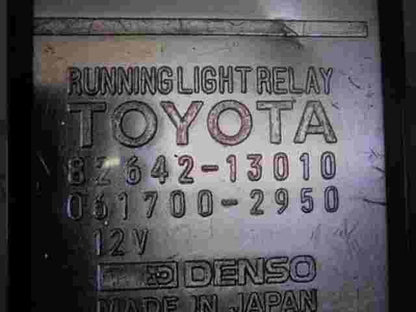 RUNNING LIGHT RELAY
TOYOTA
82642-13010
061700-2950
12V
DENSO
MADE IN JAPAN